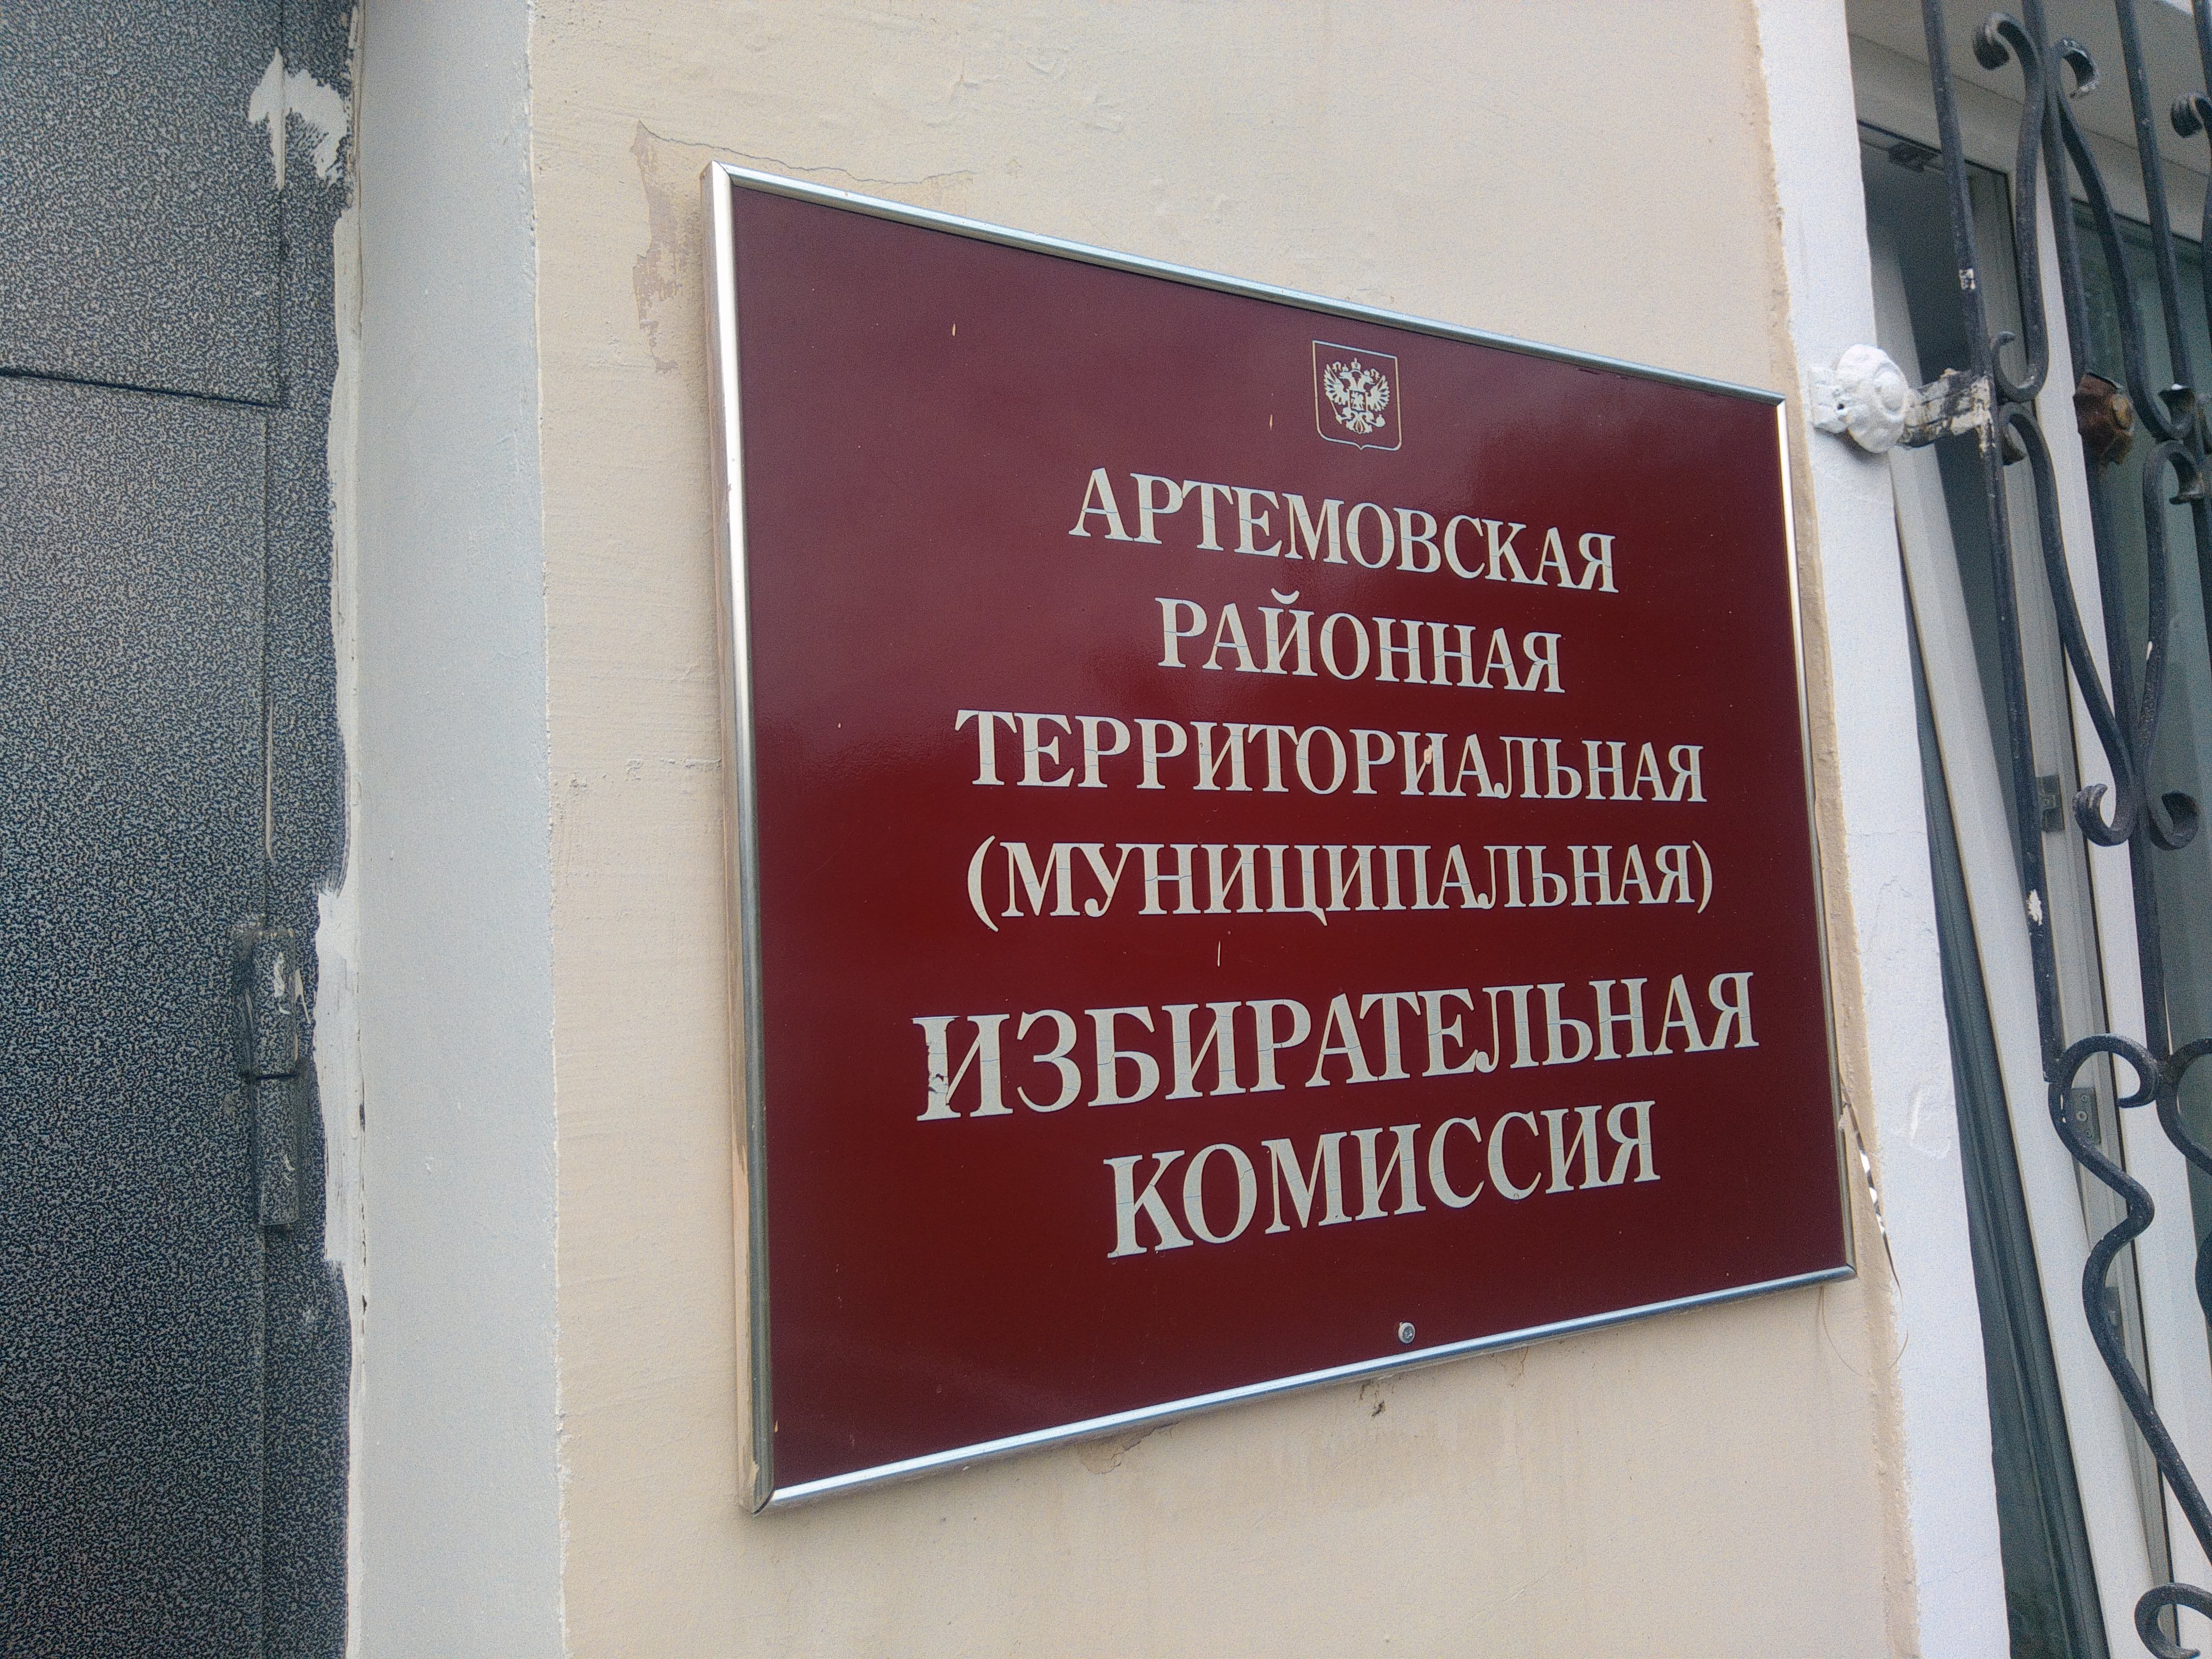 АРТЕМОВСКАЯ
РАЙОННАЯ
ТЕРРИТОРИАЛЬНАЯ
(МУНИЦИПАЛЬНАЯ)
ИЗБИРАТЕЛЬНАЯ
КОМИССИЯ